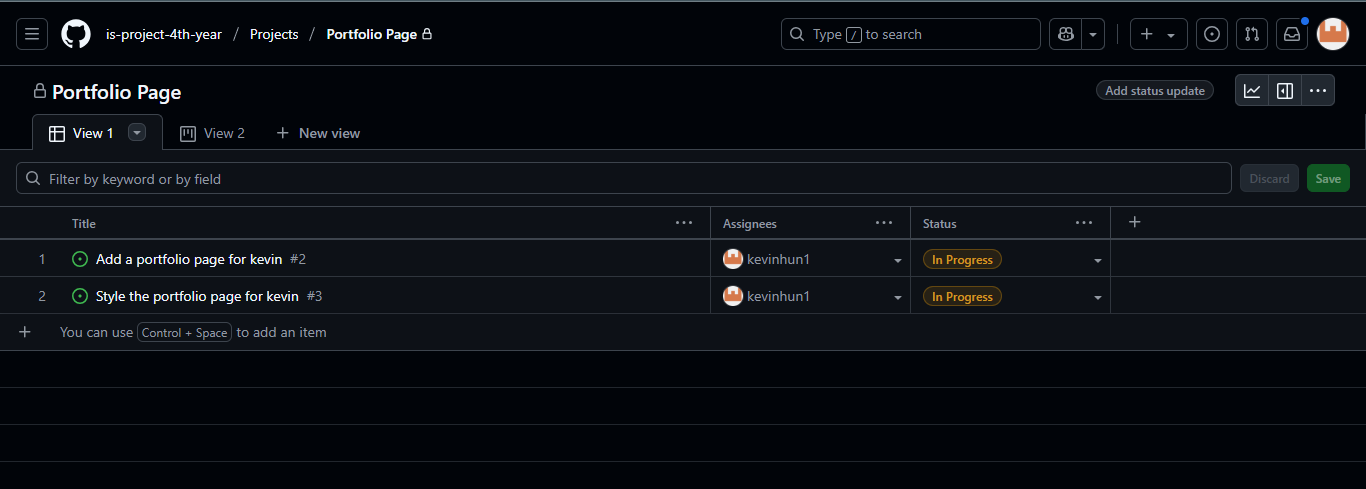 is-project-4th-year / Projects / Portfolio Page Type / to search
Portfolio Page Add status update
View 1 View 2 New view
Filter by keyword or by field Discard Save
Title Assignees Status
1 Add a portfolio page for kevin #2 kevinhun1 In Progress
2 Style the portfolio page for kevin #3 kevinhun1 In Progress
You can use Control + Space to add an item